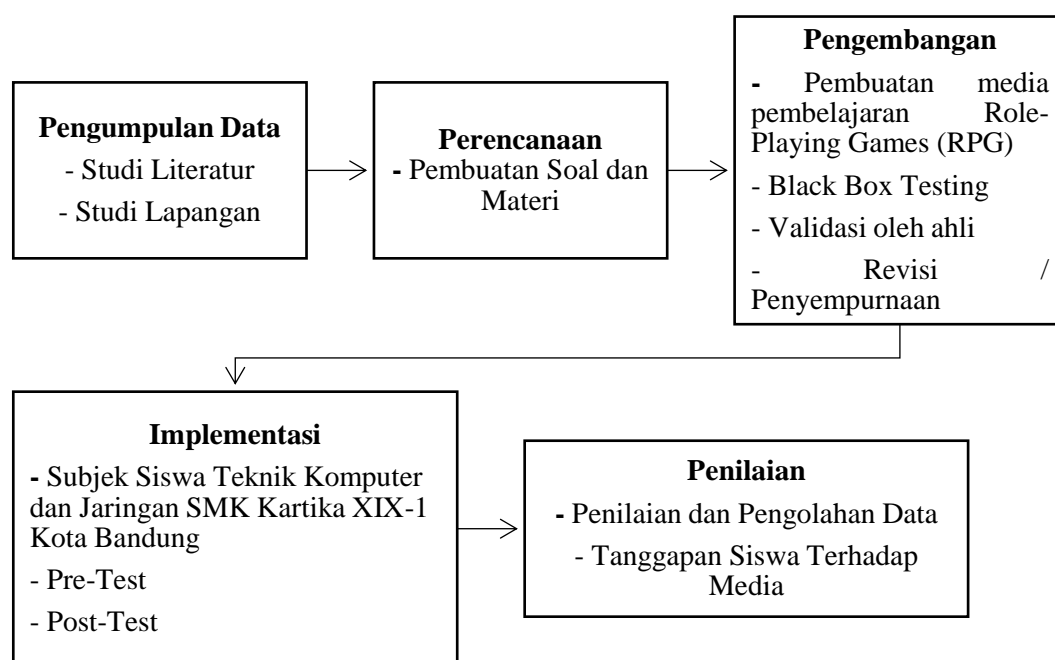 Pengumpulan Data
- Studi Literatur
- Studi Lapangan
Perencanaan
- Pembuatan Soal dan
Materi
Pengembangan
- Pembuatan media
pembelajaran Role-
Playing Games (RPG)
- Black Box Testing
- Validasi oleh ahli
- Revisi /
Penyempurnaan
Implementasi
- Subjek Siswa Teknik Komputer
dan Jaringan SMK Kartika XIX-1
Kota Bandung
- Pre-Test
- Post-Test
Penilaian
- Penilaian dan Pengolahan Data
- Tanggapan Siswa Terhadap
Media